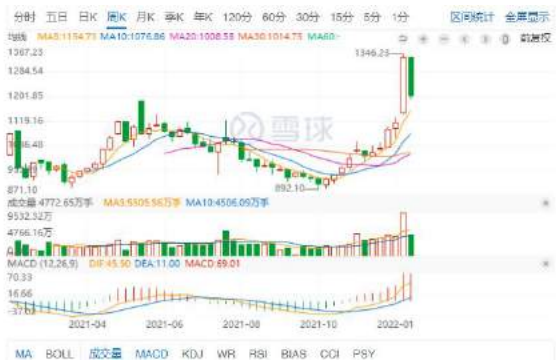 分时 五日 日K 周K 月K 季K 年K 120分 60分 30分 15分 5分 1分 区间统计 全屏显示
均线 MA5:1154.73 MA10:1076.86 MA20:1008.58 MA30:1014.75 MA60:- 前复权
1367.23
1346.23
1284.54
1201.85
1119.16
雪球
871.10
892.10
成交量 4772.65万手 MA5:5505.56万手 MA10:4506.09万手
9532.32万
4766.16万
MACD (12,26,9) DIF:45.50 DEA:11.00 MACD:69.01
70.33
16.66
2021-04 2021-06 2021-08 2021-10 2022-01
MA BOLL 成交量 MACD KDJ WR RSI BIAS CCI PSY